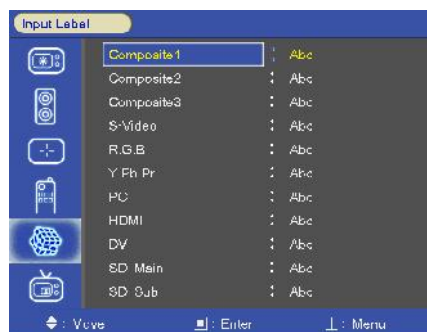 Input Label
Composite1 : Abc
Composite2 : Abc
Composite3 : Abc
S-Video : Abc
R.G.B : Abc
Y Pb Pr : Abc
PC : Abc
HDMI : Abc
DV : Abc
SD Main : Abc
SD Sub : Abc
: Move : Enter : Menu